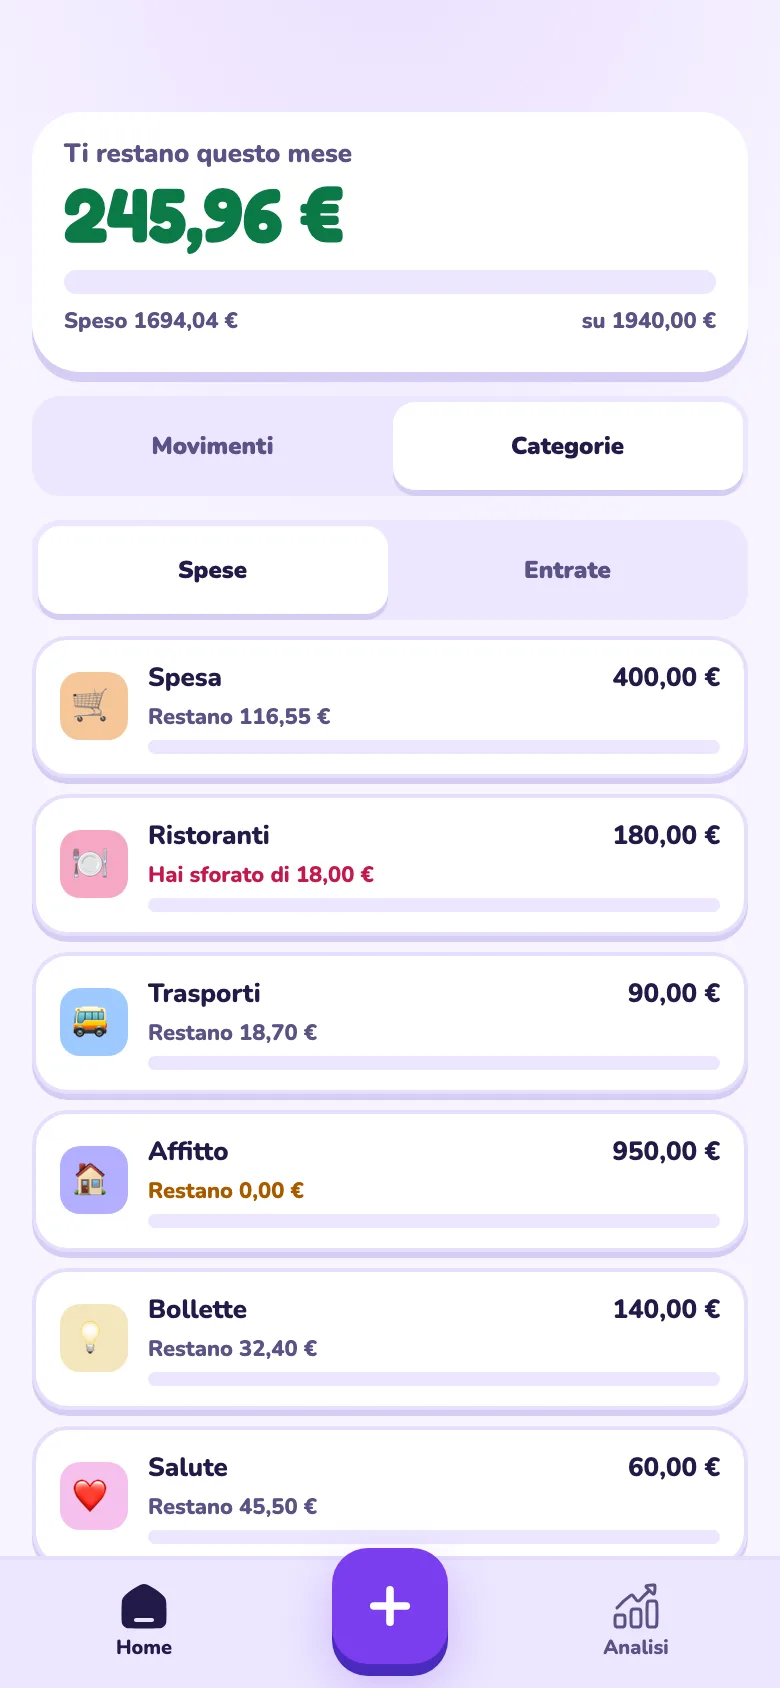 Ti restano questo mese
245,96 €
Speso 1694,04 € su 1940,00 €
Movimenti Categorie
Spese Entrate
Spesa 400,00 €
Restano 116,55 €
Ristoranti 180,00 €
Hai sforato di 18,00 €
Trasporti 90,00 €
Restano 18,70 €
Affitto 950,00 €
Restano 0,00 €
Bollette 140,00 €
Restano 32,40 €
Salute 60,00 €
Restano 45,50 €
Home Analisi